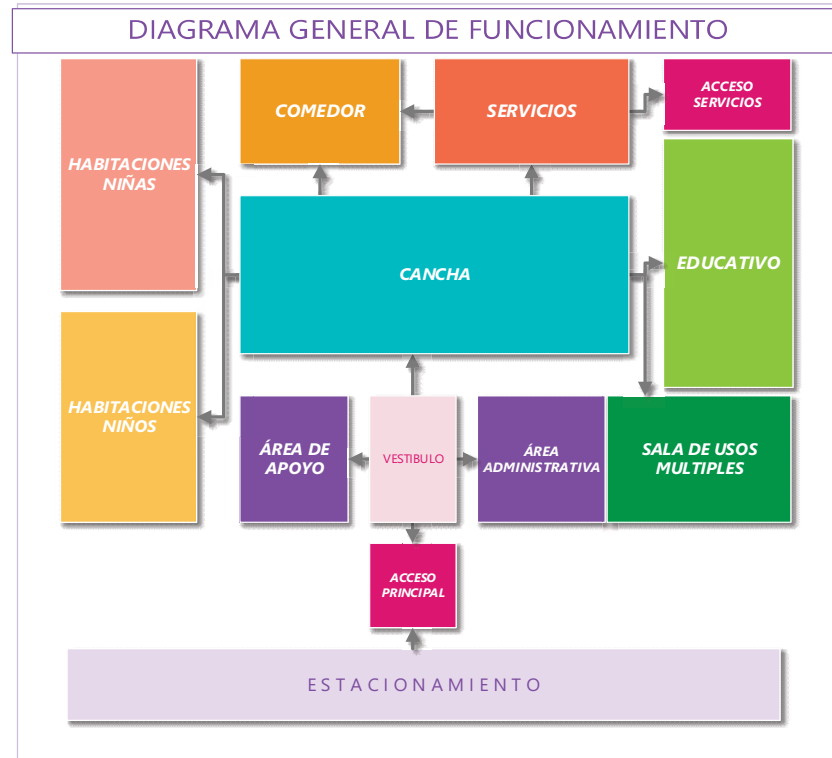 DIAGRAMA GENERAL DE FUNCIONAMIENTO
COMEDOR
SERVICIOS
ACCESO
SERVICIOS
HABITACIONES
NIÑAS
EDUCATIVO
CANCHA
HABITACIONES
NIÑOS
ÁREA DE
APOYO
VESTIBULO
ÁREA
ADMINISTRATIVA
SALA DE USOS
MULTIPLES
ACCESO
PRINCIPAL
ESTACIONAMIENTO